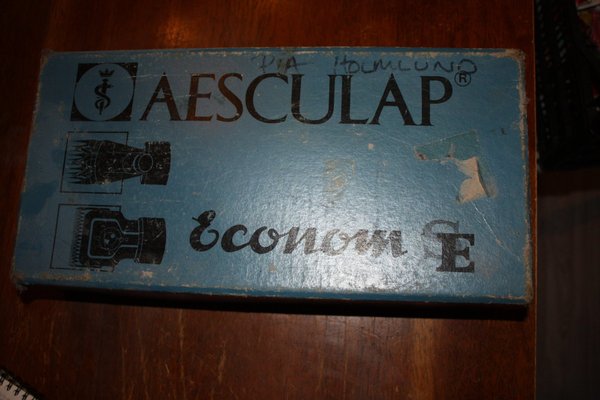 PIA HOLMLUND
AESCULAP®
Econom SE